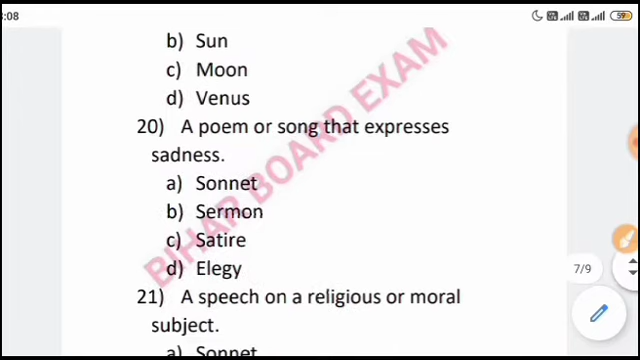 :08
59
b) Sun
c) Moon
d) Venus
20) A poem or song that expresses
sadness.
a) Sonnet
b) Sermon
c) Satire
d) Elegy
BIHAR BOARD EXAM
7/9
21) A speech on a religious or moral
subject.
a) Sonnet